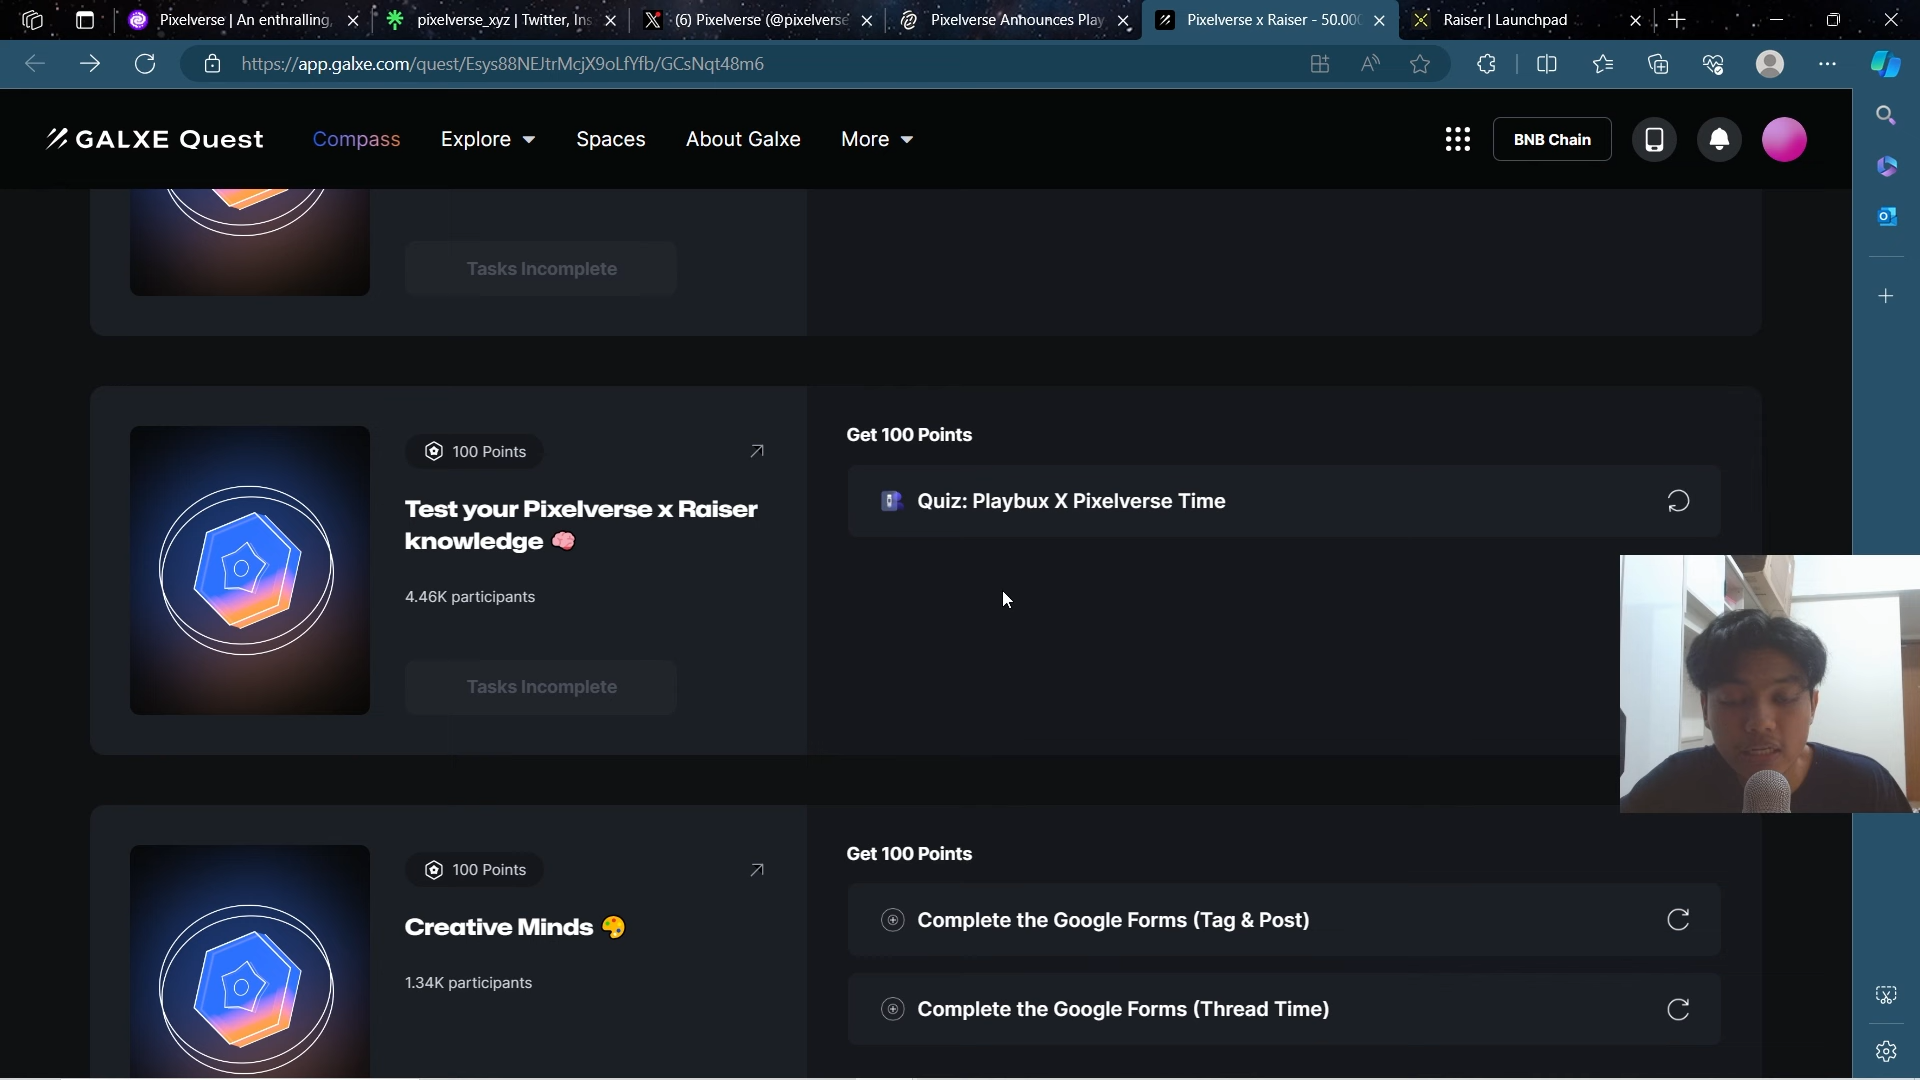 Pixelverse | An enthralling
pixelverse_xyz | Twitter, Ins
(6) Pixelverse (@pixelverse
Pixelverse Announces Play
Pixelverse x Raiser - 50.000
Raiser | Launchpad
https://app.galxe.com/quest/Esys88NEJtrMcjX9oLfYfb/GCsNqt48m6
GALXE Quest
Compass
Explore
Spaces
About Galxe
More
BNB Chain
Tasks Incomplete
100 Points
Test your Pixelverse x Raiser
knowledge 🧠
4.46K participants
Tasks Incomplete
Get 100 Points
Quiz: Playbux X Pixelverse Time
100 Points
Creative Minds 🎨
1.34K participants
Get 100 Points
Complete the Google Forms (Tag & Post)
Complete the Google Forms (Thread Time)